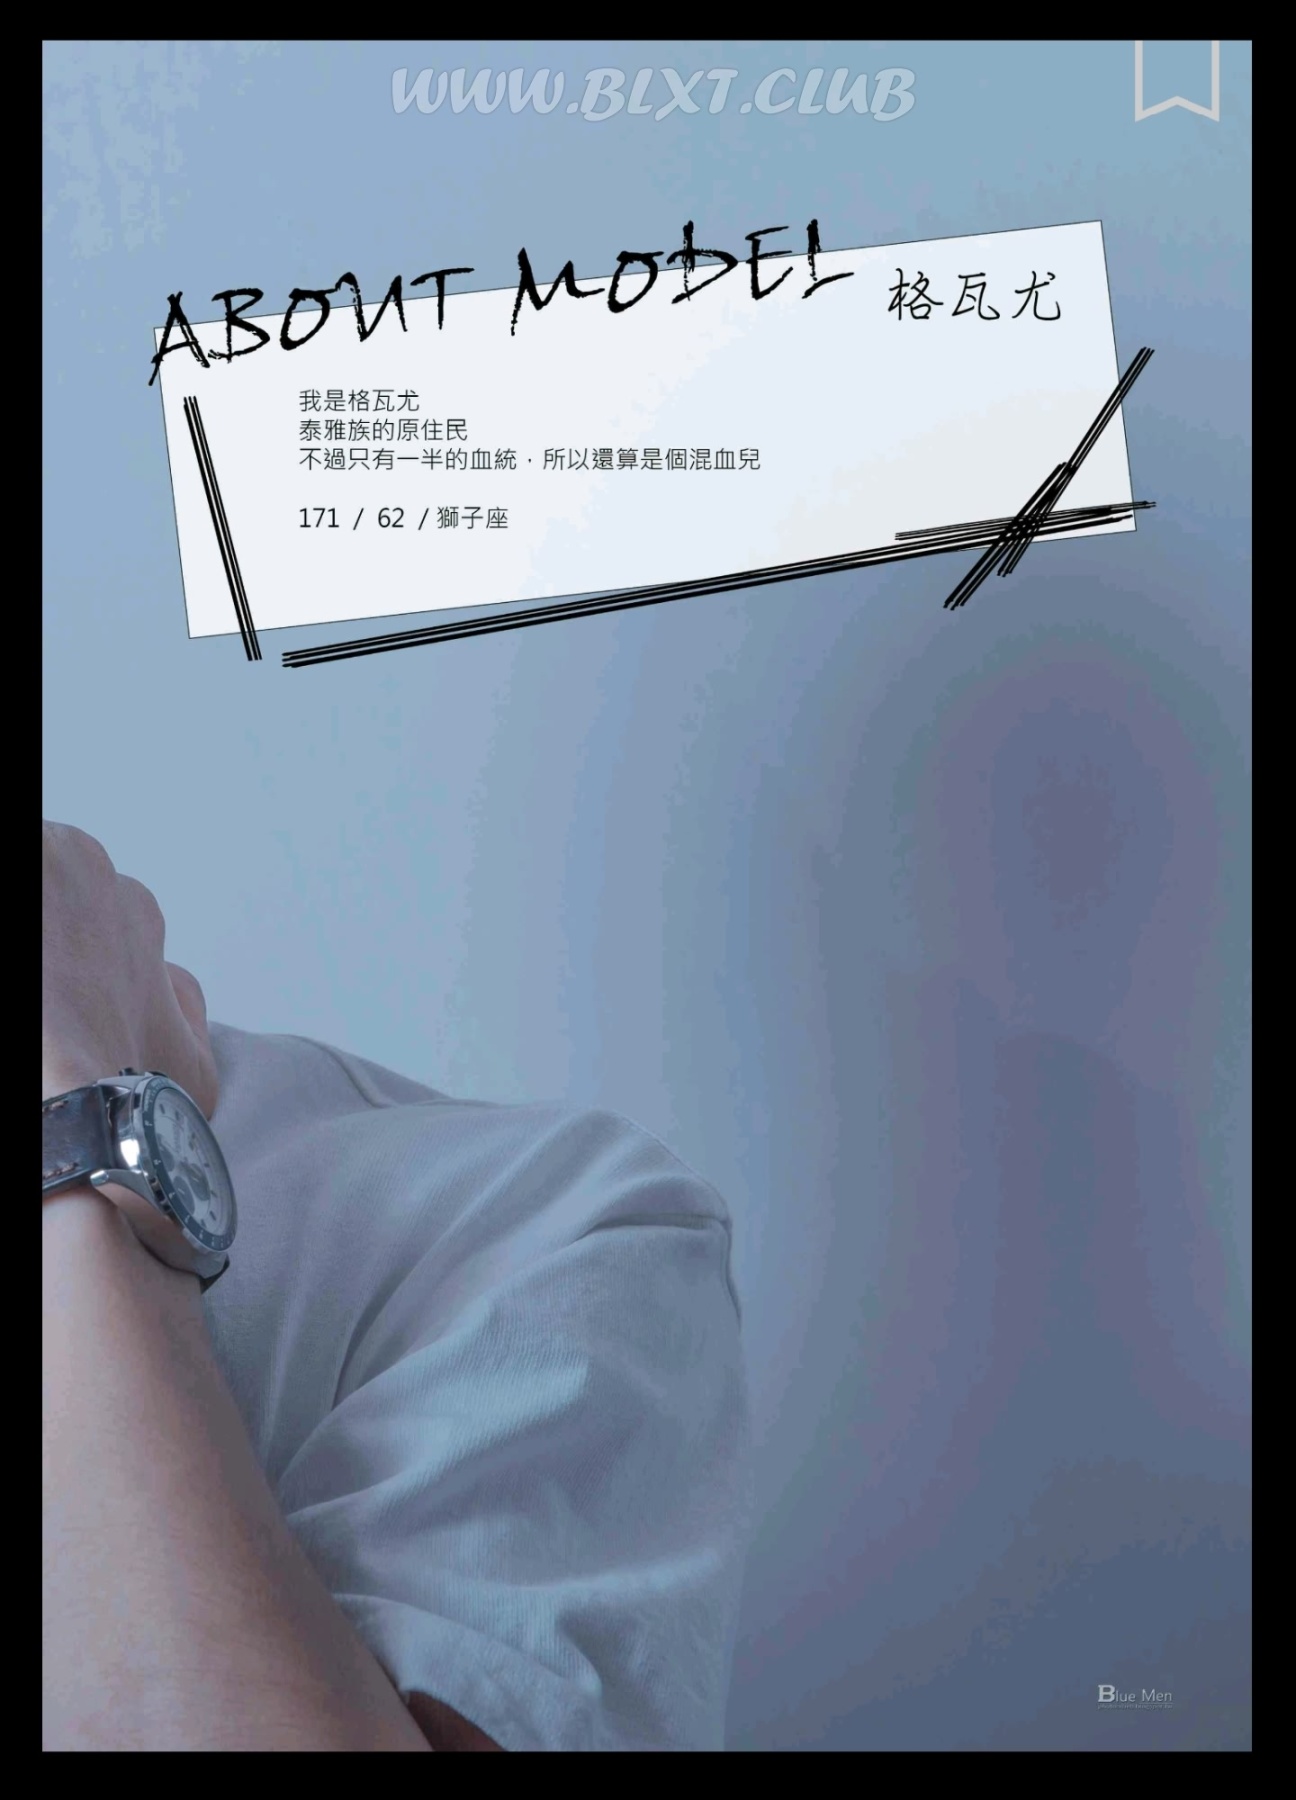 WWW.BLXT.CLUB
ABOUT MODEL 格瓦尤
我是格瓦尤
泰雅族的原住民
不過只有一半的血統，所以還算是個混血兒
171 / 62 / 獅子座
Blue Men